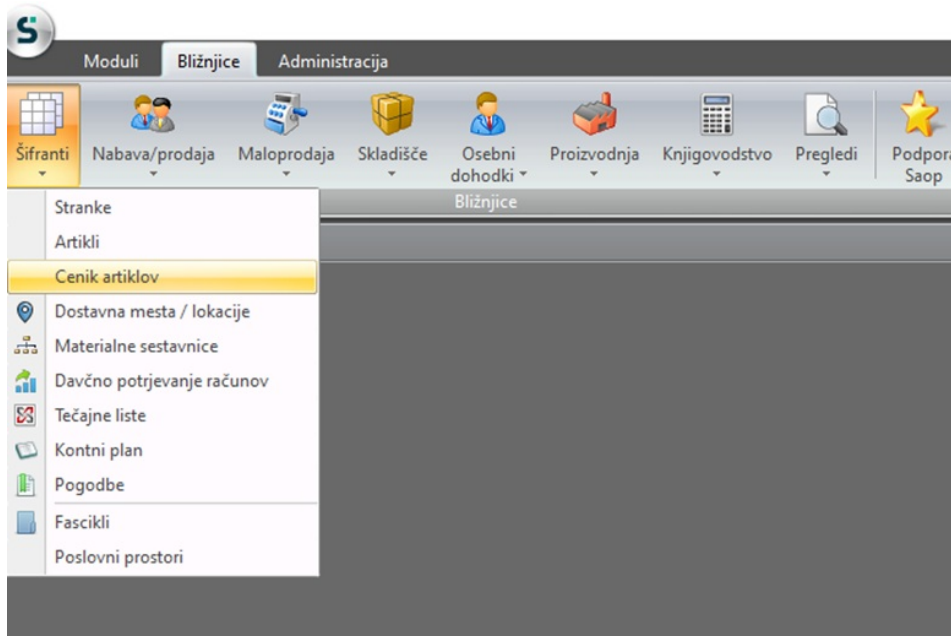 Moduli Bližnjice Administracija
Šifranti Nabava/prodaja Maloprodaja Skladišče Osebni dohodki Proizvodnja Knjigovodstvo Pregledi Podpora Saop
Bližnjice
Stranke
Artikli
Cenik artiklov
Dostavna mesta / lokacije
Materialne sestavnice
Davčno potrjevanje računov
Tečajne liste
Kontni plan
Pogodbe
Fascikli
Poslovni prostori